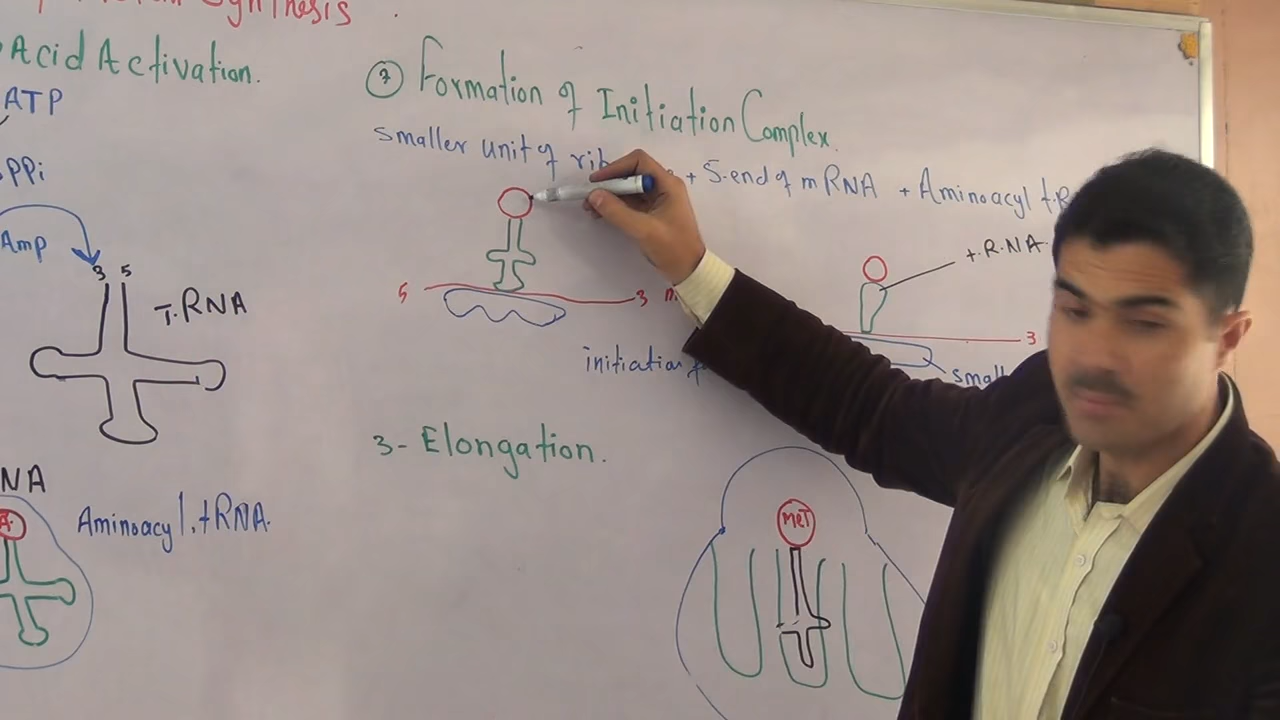 Synthesis
Acid Activation.
ATP
PPi
Amp
3 5
T.RNA
NA
A.
Aminoacyl.tRNA.
2 Formation of Initiation Complex.
smaller unit of rib + 5-end of mRNA + Aminoacyl t.R
5 3 m
initiation
t.R.NA.
3
small
3- Elongation.
MeT